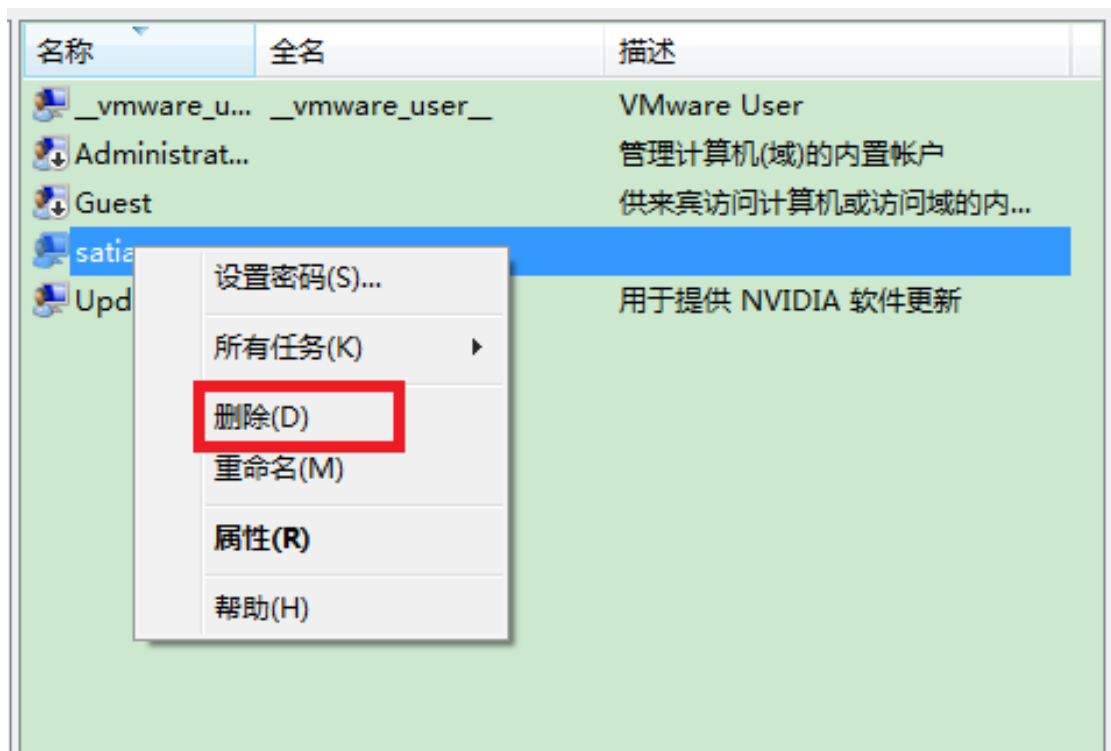 名称 全名 描述
__vmware_u... __vmware_user__ VMware User
Administrat... 管理计算机(域)的内置帐户
Guest 供来宾访问计算机或访问域的内...
satia
Upd 用于提供 NVIDIA 软件更新
设置密码(S)...
所有任务(K)
删除(D)
重命名(M)
属性(R)
帮助(H)